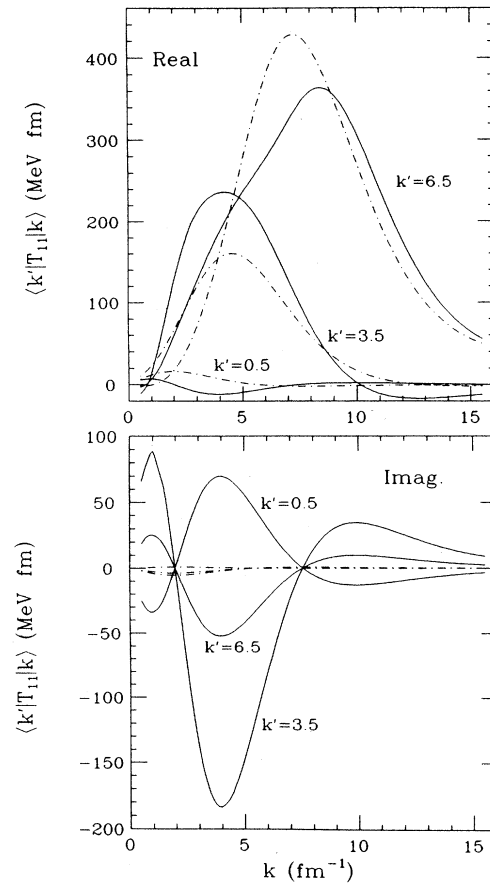 Real
400
300
200
100
0
⟨k′|T₁₁|k⟩ (MeV fm)
k′=6.5
k′=3.5
k′=0.5
0 5 10 15
Imag.
100
50
0
−50
−100
−150
−200
⟨k′|T₁₁|k⟩ (MeV fm)
k′=0.5
k′=6.5
k′=3.5
0 5 10 15
k (fm⁻¹)